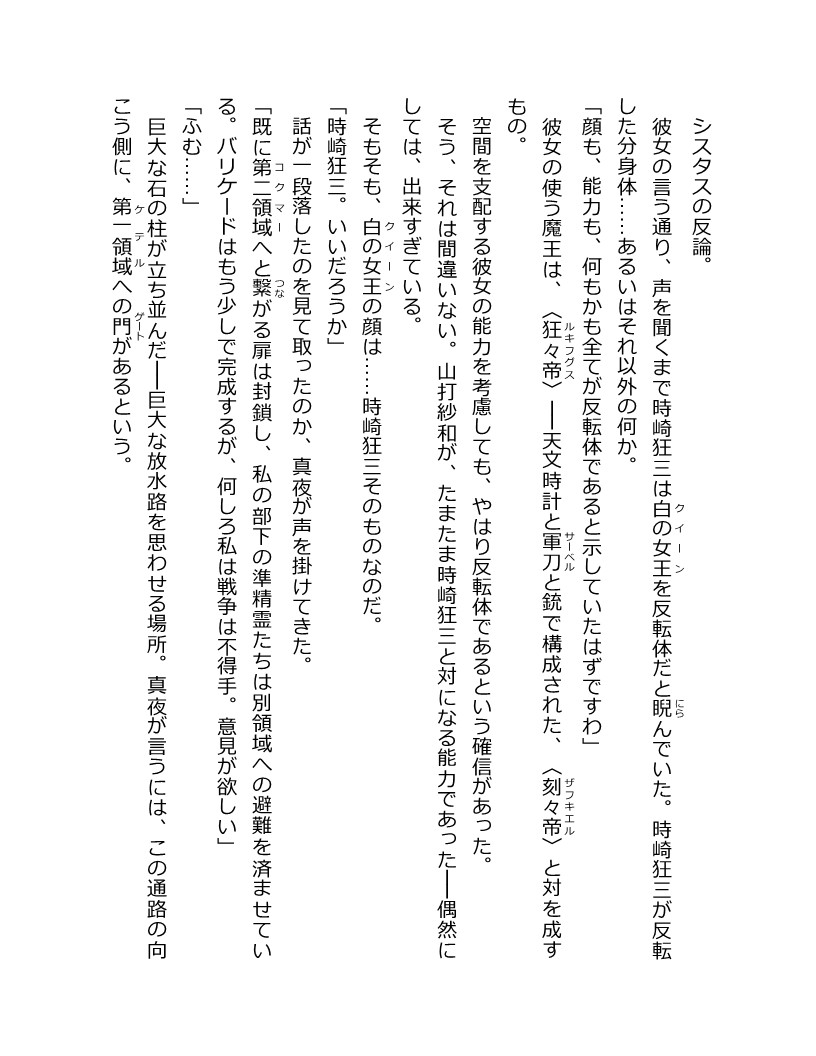 シスタスの反論。
彼女の言う通り、声を聞くまで時崎狂三は白の女王を反転体だと睨んでいた。時崎狂三が反転
した分身体……あるいはそれ以外の何か。
「顔も、能力も、何もかも全てが反転体であると示していたはずですわ」
彼女の使う魔王は、〈狂々帝〉━━天文時計と軍刀と銃で構成された、〈刻々帝〉と対を成す
もの。
空間を支配する彼女の能力を考慮しても、やはり反転体であるという確信があった。
そう、それは間違いない。山打紗和が、たまたま時崎狂三と対になる能力であった━━偶然に
しては、出来すぎている。
そもそも、白の女王の顔は……時崎狂三そのものなのだ。
「時崎狂三。いいだろうか」
話が一段落したのを見て取ったのか、真夜が声を掛けてきた。
「既に第二領域へと繋がる扉は封鎖し、私の部下の準精霊たちは別領域への避難を済ませてい
る。バリケードはもう少しで完成するが、何しろ私は戦争は不得手。意見が欲しい」
「ふむ……」
巨大な石の柱が立ち並んだ━━巨大な放水路を思わせる場所。真夜が言うには、この通路の向
こう側に、第一領域への門があるという。
クイーン
にら
ルキフグス
サーベル
ザフキエル
クイーン
コクマー
つな
ケテル
ゲート